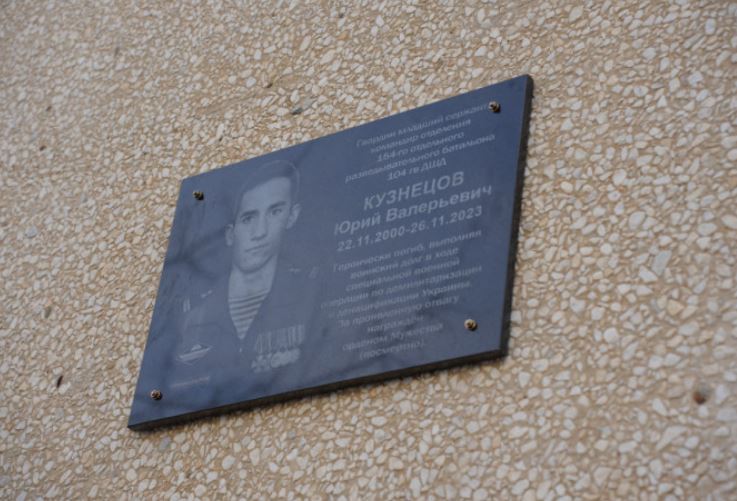 Гвардии младший сержант
командир отделения
154-го отдельного
разведывательного батальона
104 гв ДШД
КУЗНЕЦОВ
Юрий Валерьевич
22.11.2000-26.11.2023
Героически погиб, выполняя
воинский долг в ходе
специальной военной
операции по демилитаризации
и денацификации Украины.
За проявленную отвагу
награждён
орденом Мужества
(посмертно).